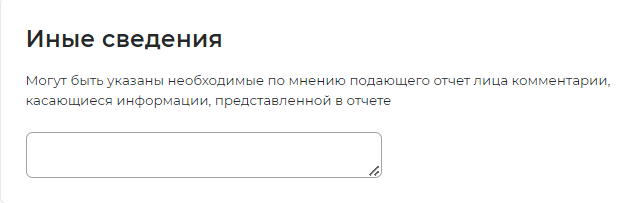 Иные сведения
Могут быть указаны необходимые по мнению подающего отчет лица комментарии,
касающиеся информации, представленной в отчете